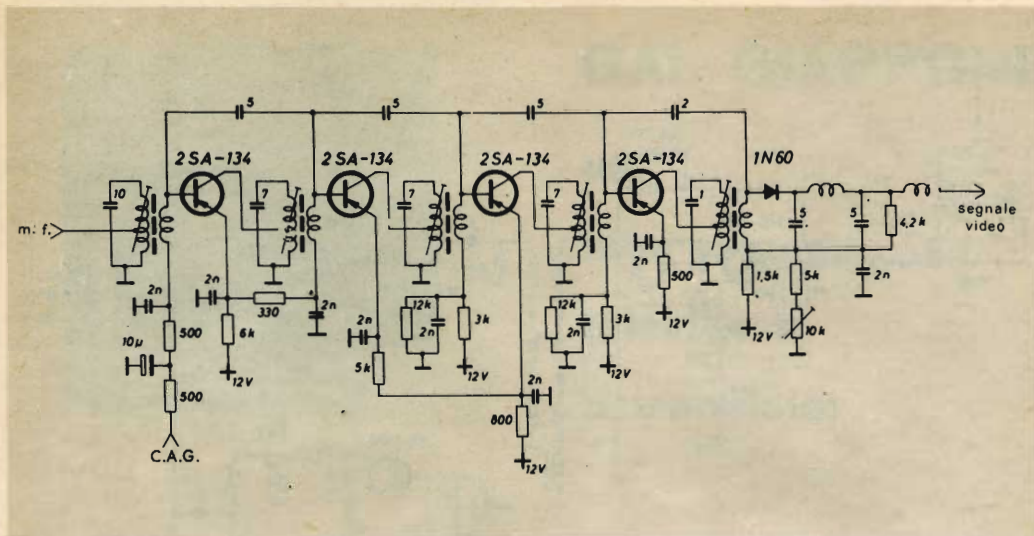 5
5
5
2
2SA-134
2SA-134
2SA-134
2SA-134
1N60
10
7
7
7
1
m. f.
5
5
4,2k
segnale
video
2n
500
10µ
500
C.A.G.
2n
330
2n
6k
12V
2n
5k
12k
2n
3k
12V
2n
800
12V
12k
2n
3k
12V
2n
500
12V
1,5k
12V
5k
10k
2n